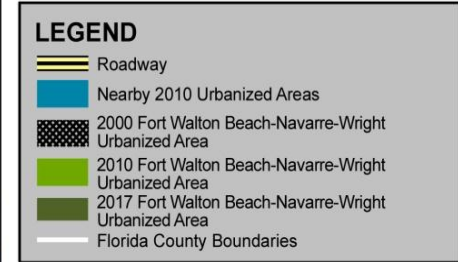 LEGEND
Roadway
Nearby 2010 Urbanized Areas
2000 Fort Walton Beach-Navarre-Wright
Urbanized Area
2010 Fort Walton Beach-Navarre-Wright
Urbanized Area
2017 Fort Walton Beach-Navarre-Wright
Urbanized Area
Florida County Boundaries